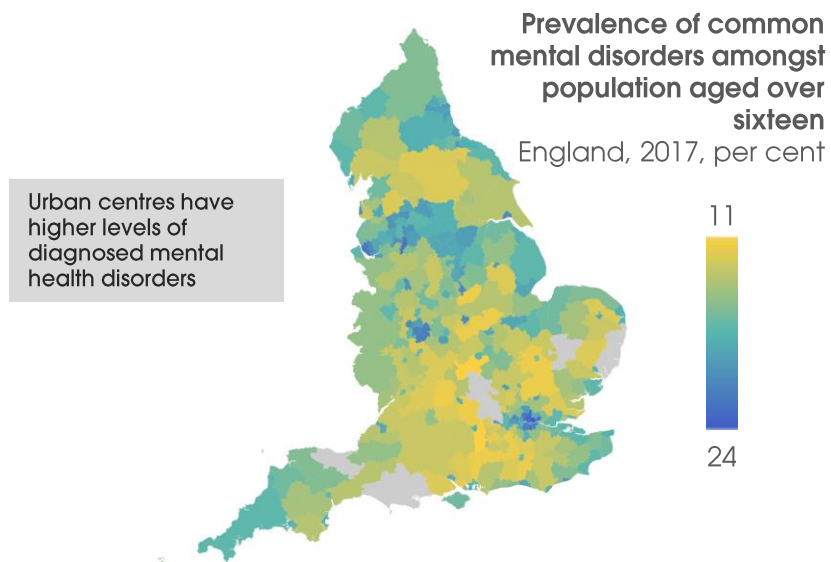 Prevalence of common
mental disorders amongst
population aged over
sixteen
England, 2017, per cent
Urban centres have
higher levels of
diagnosed mental
health disorders
11
24